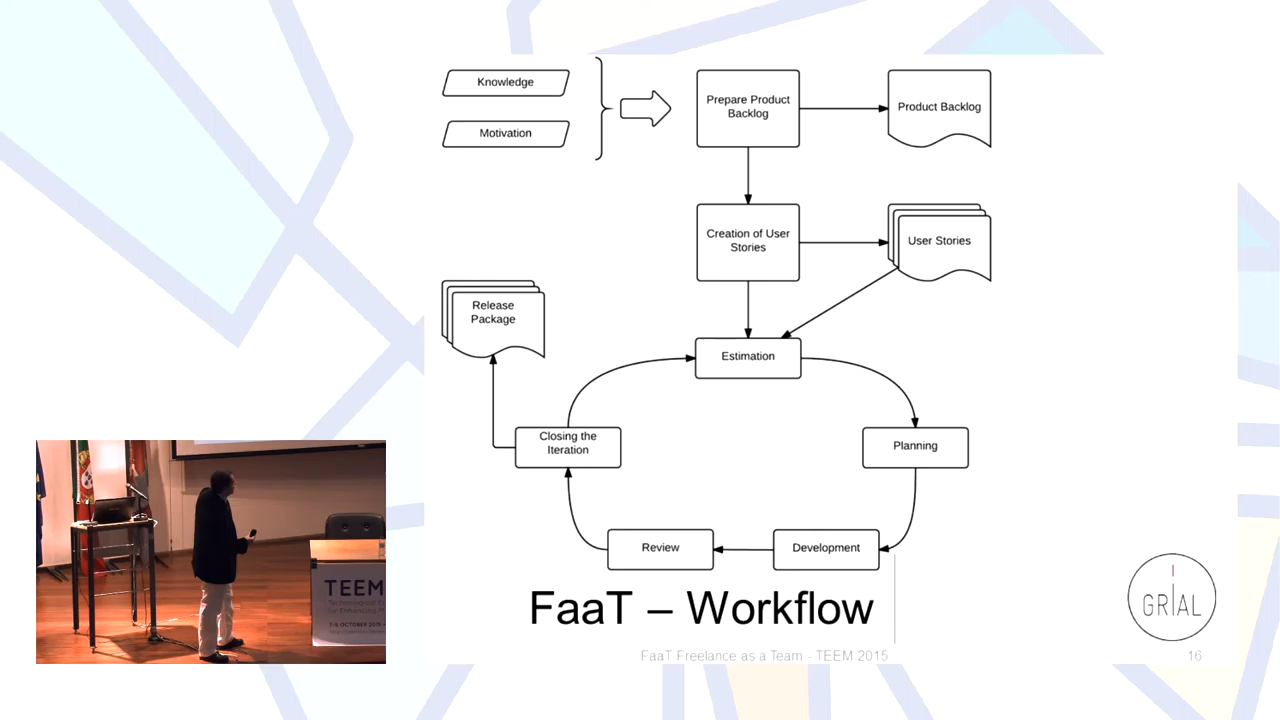 Knowledge
Motivation
Prepare Product
Backlog
Product Backlog
Creation of User
Stories
User Stories
Release
Package
Estimation
Closing the
Iteration
Planning
Review
Development
FaaT – Workflow
GRIAL
FaaT Freelance as a Team - TEEM 2015
16
TEEM